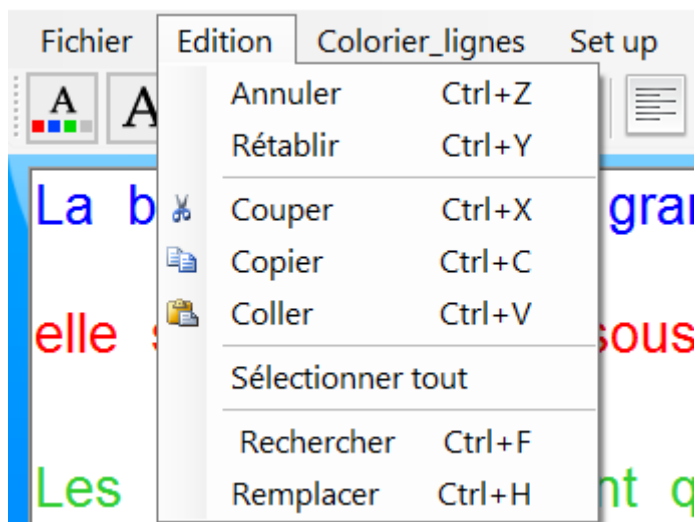 Fichier Edition Colorier_lignes Set up
A A
Annuler Ctrl+Z
Rétablir Ctrl+Y
La Couper Ctrl+X
Copier Ctrl+C
elle Coller Ctrl+V
Sélectionner tout
Rechercher Ctrl+F
Les Remplacer Ctrl+H